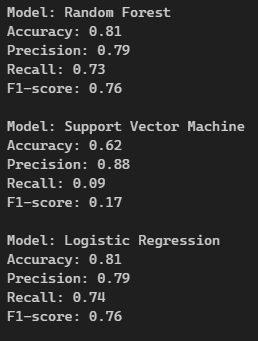 Model: Random Forest
Accuracy: 0.81
Precision: 0.79
Recall: 0.73
F1-score: 0.76
Model: Support Vector Machine
Accuracy: 0.62
Precision: 0.88
Recall: 0.09
F1-score: 0.17
Model: Logistic Regression
Accuracy: 0.81
Precision: 0.79
Recall: 0.74
F1-score: 0.76